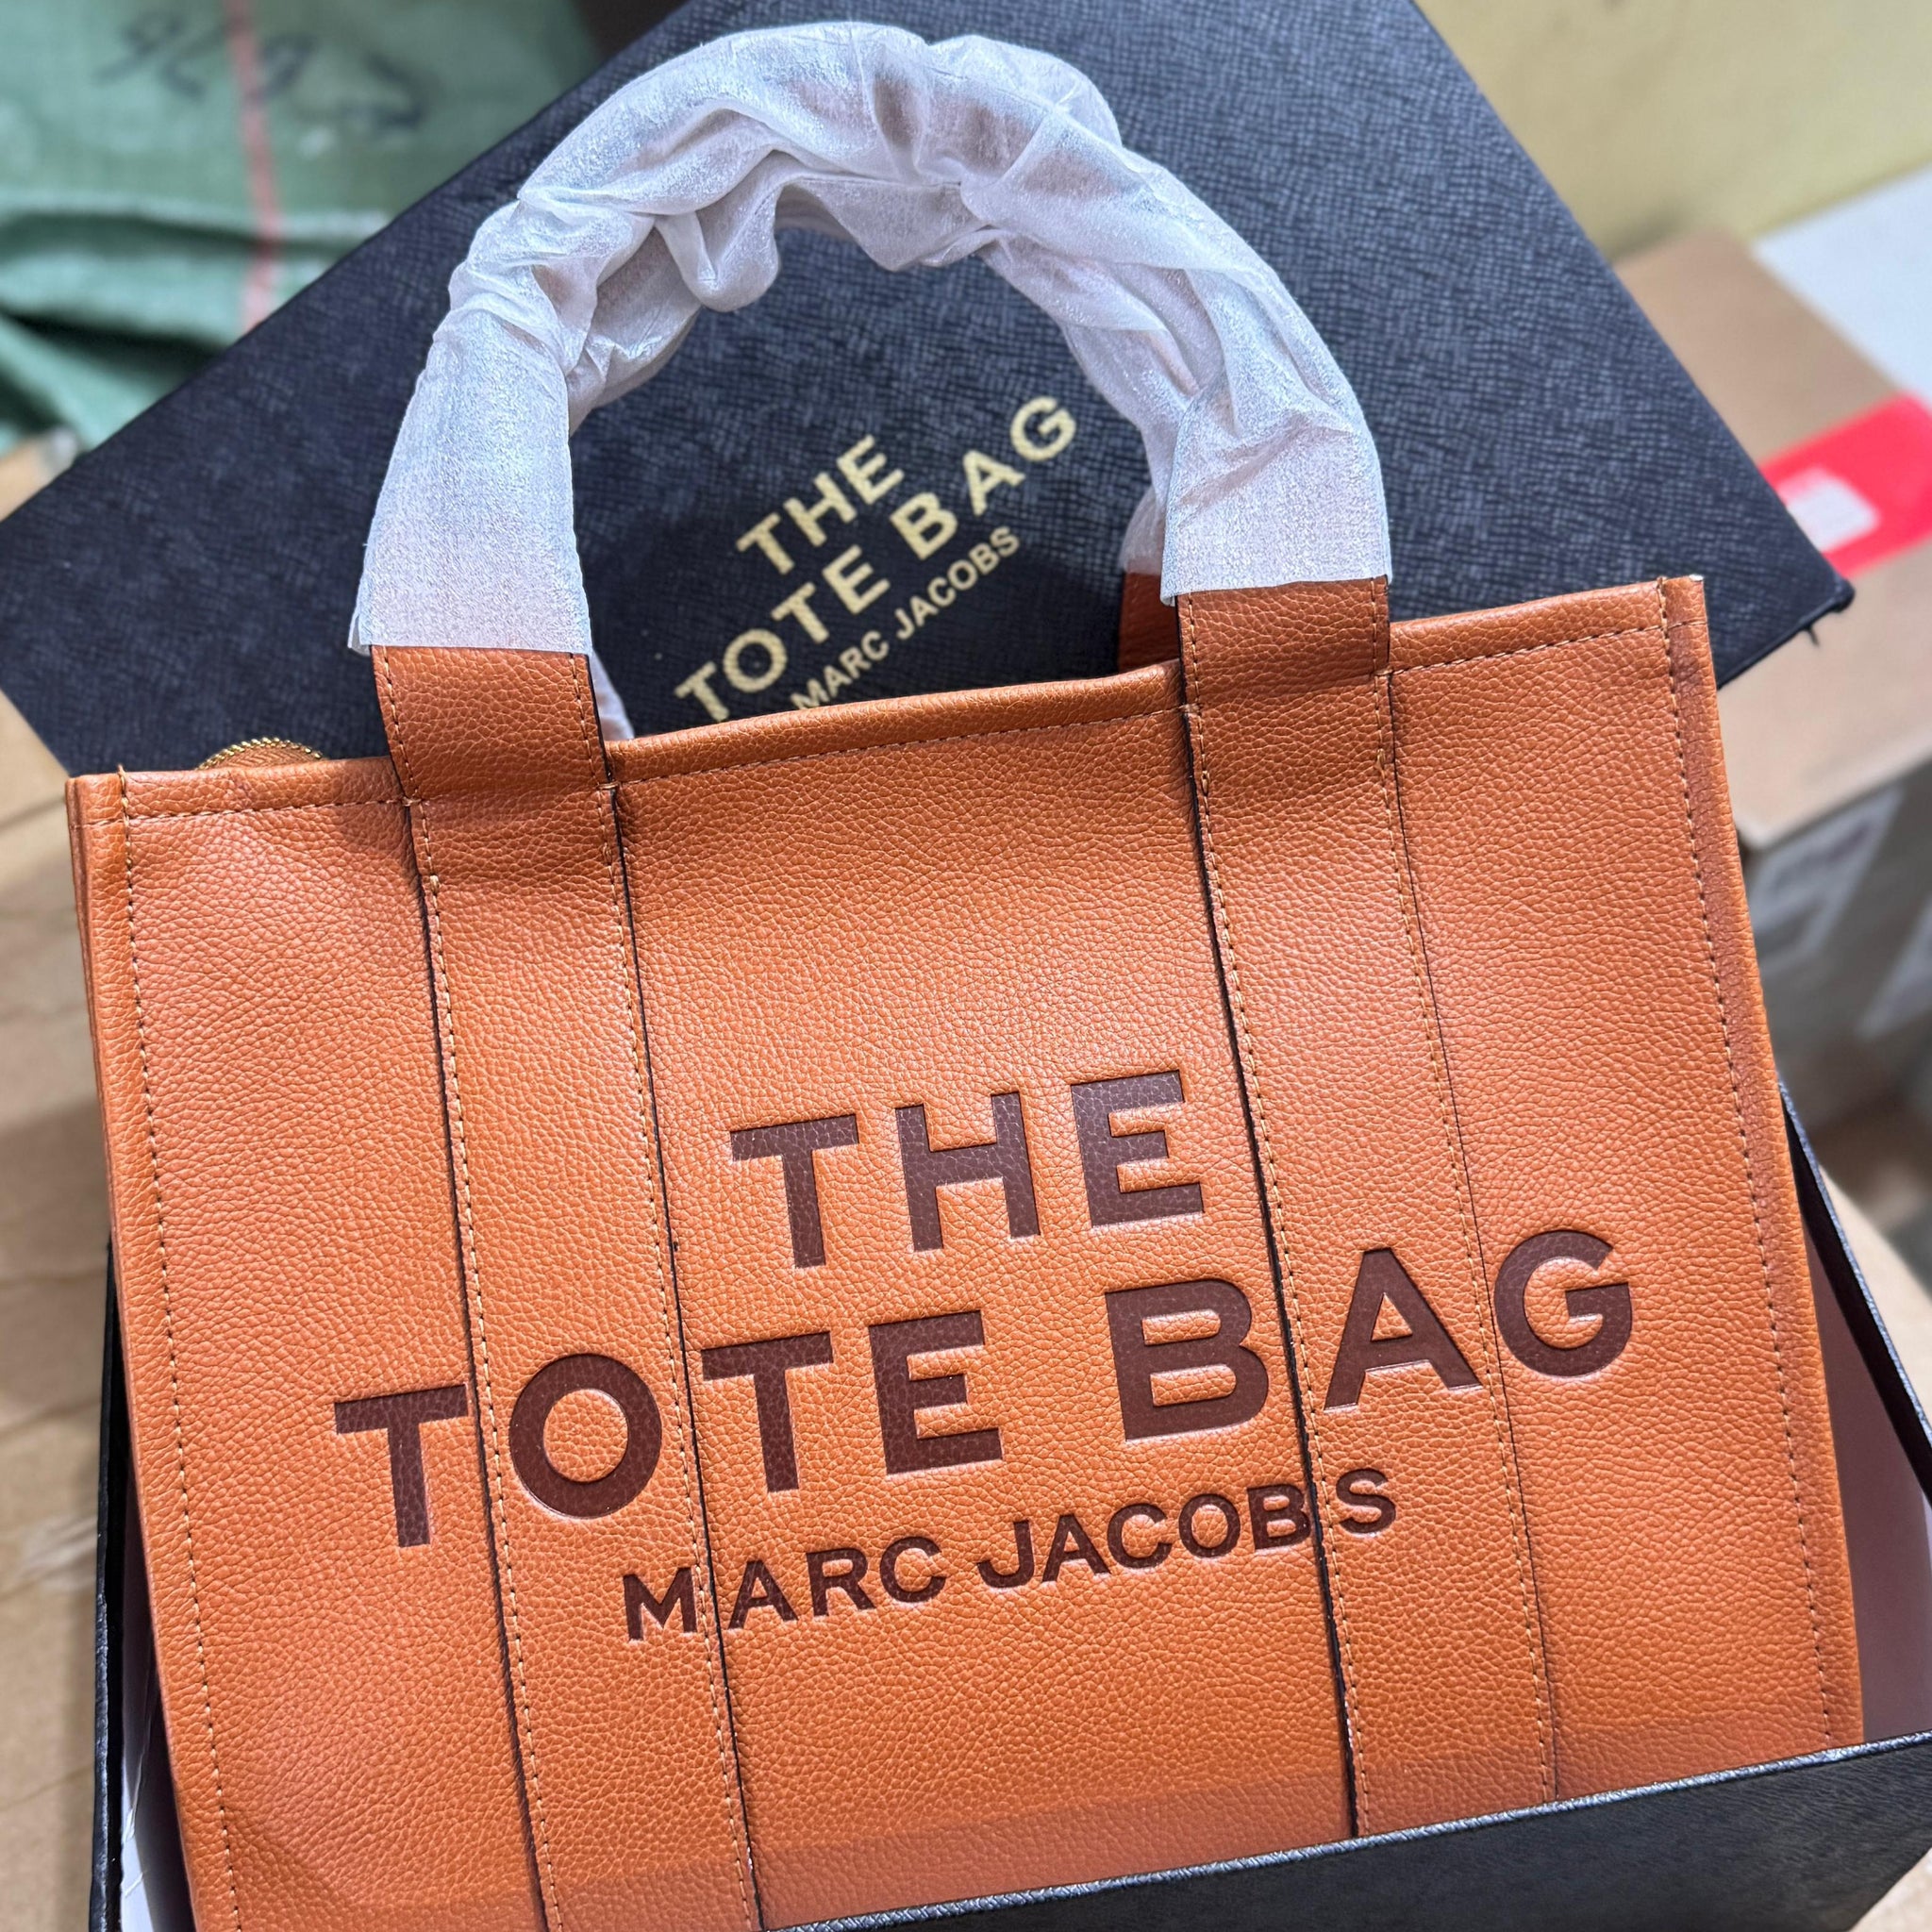 THE
TOTE BAG
MARC JACOBS
THE
TOTE BAG
MARC JACOBS